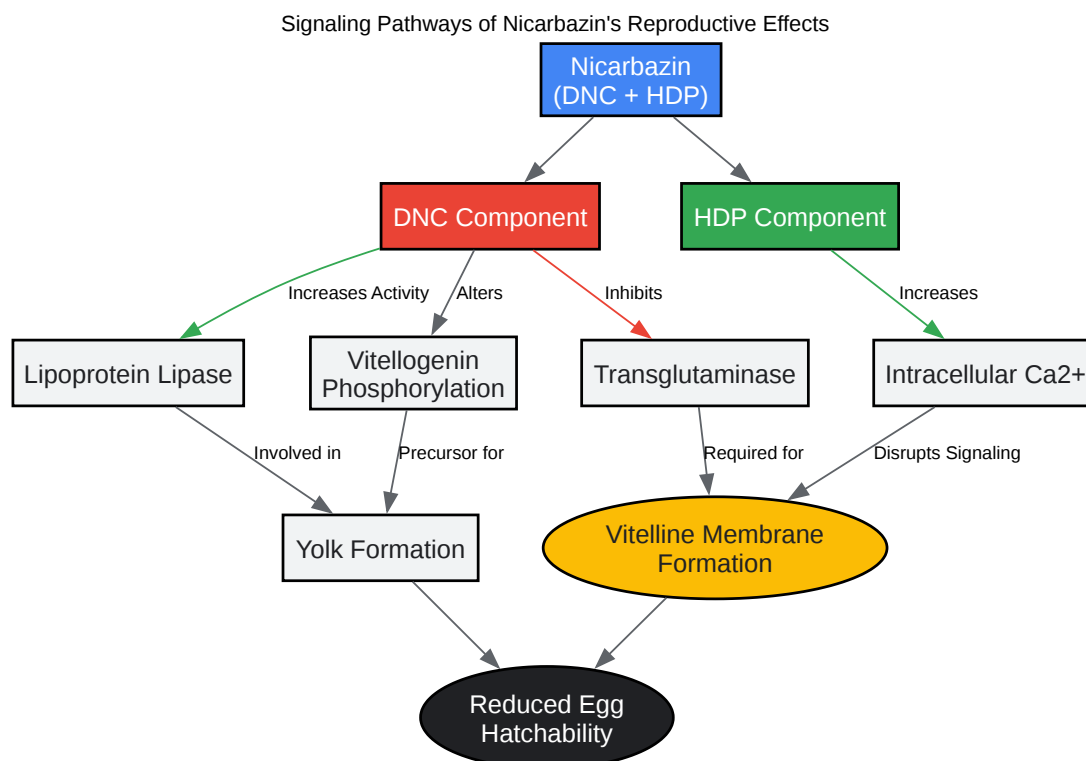 Signaling Pathways of Nicarbazin's Reproductive Effects
Nicarbazin
(DNC + HDP)
DNC Component
HDP Component
Increases Activity
Alters
Inhibits
Increases
Lipoprotein Lipase
Vitellogenin
Phosphorylation
Transglutaminase
Intracellular Ca2+
Involved in
Precursor for
Required for
Disrupts Signaling
Yolk Formation
Vitelline Membrane
Formation
Reduced Egg
Hatchability